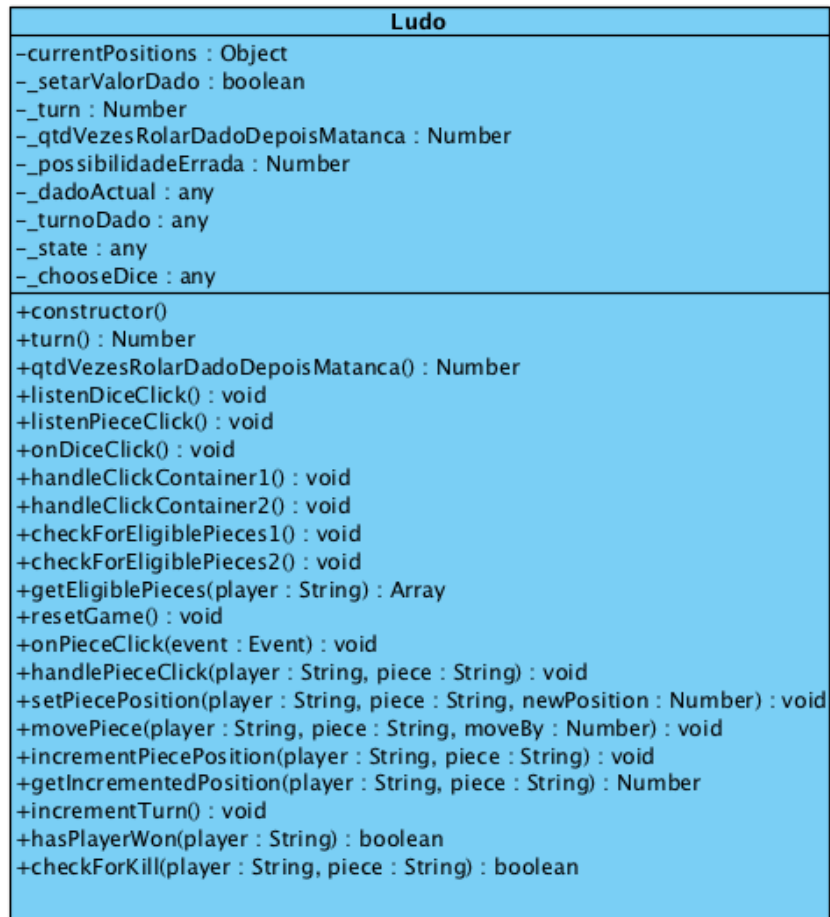 Ludo
-currentPositions : Object
-_setarValorDado : boolean
-_turn : Number
-_qtdVezesRolarDadoDepoisMatanca : Number
-_possibilidadeErrada : Number
-_dadoActual : any
-_turnoDado : any
-_state : any
-_chooseDice : any
+constructor()
+turn() : Number
+qtdVezesRolarDadoDepoisMatanca() : Number
+listenDiceClick() : void
+listenPieceClick() : void
+onDiceClick() : void
+handleClickContainer1() : void
+handleClickContainer2() : void
+checkForEligiblePieces1() : void
+checkForEligiblePieces2() : void
+getEligiblePieces(player : String) : Array
+resetGame() : void
+onPieceClick(event : Event) : void
+handlePieceClick(player : String, piece : String) : void
+setPiecePosition(player : String, piece : String, newPosition : Number) : void
+movePiece(player : String, piece : String, moveBy : Number) : void
+incrementPiecePosition(player : String, piece : String) : void
+getIncrementedPosition(player : String, piece : String) : Number
+incrementTurn() : void
+hasPlayerWon(player : String) : boolean
+checkForKill(player : String, piece : String) : boolean